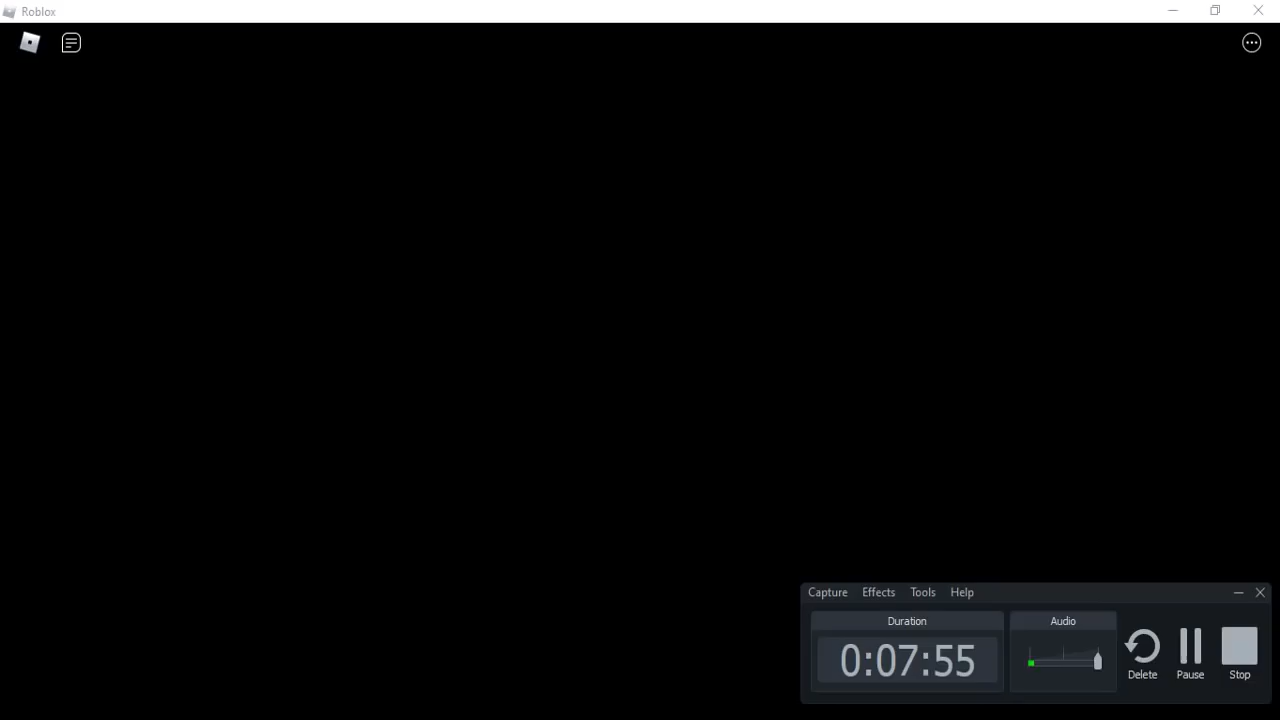 Roblox
Capture Effects Tools Help
Duration Audio
0:07:55
Delete Pause Stop